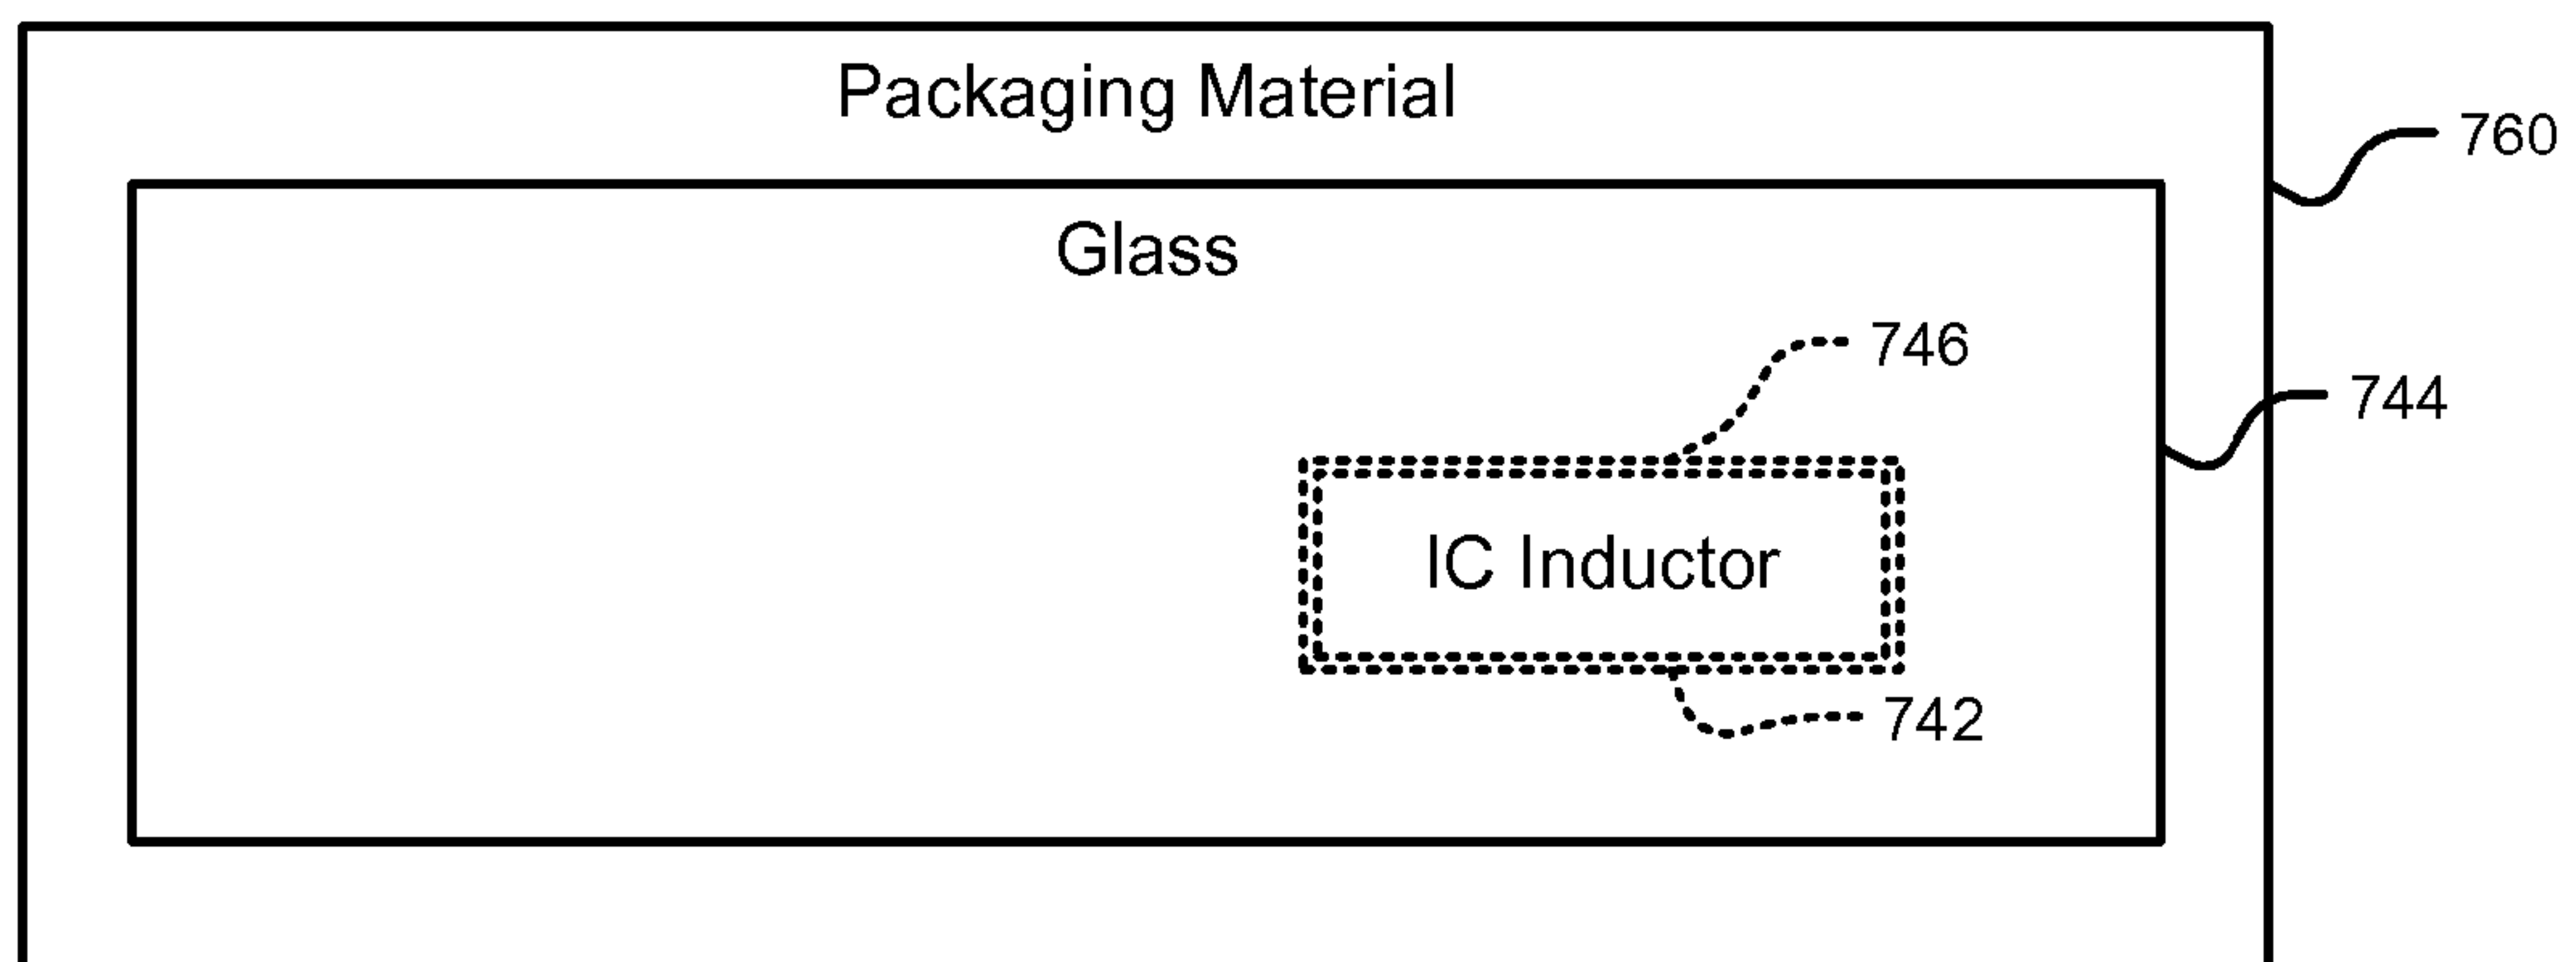 Packaging Material
760
Glass
746
744
IC Inductor
742